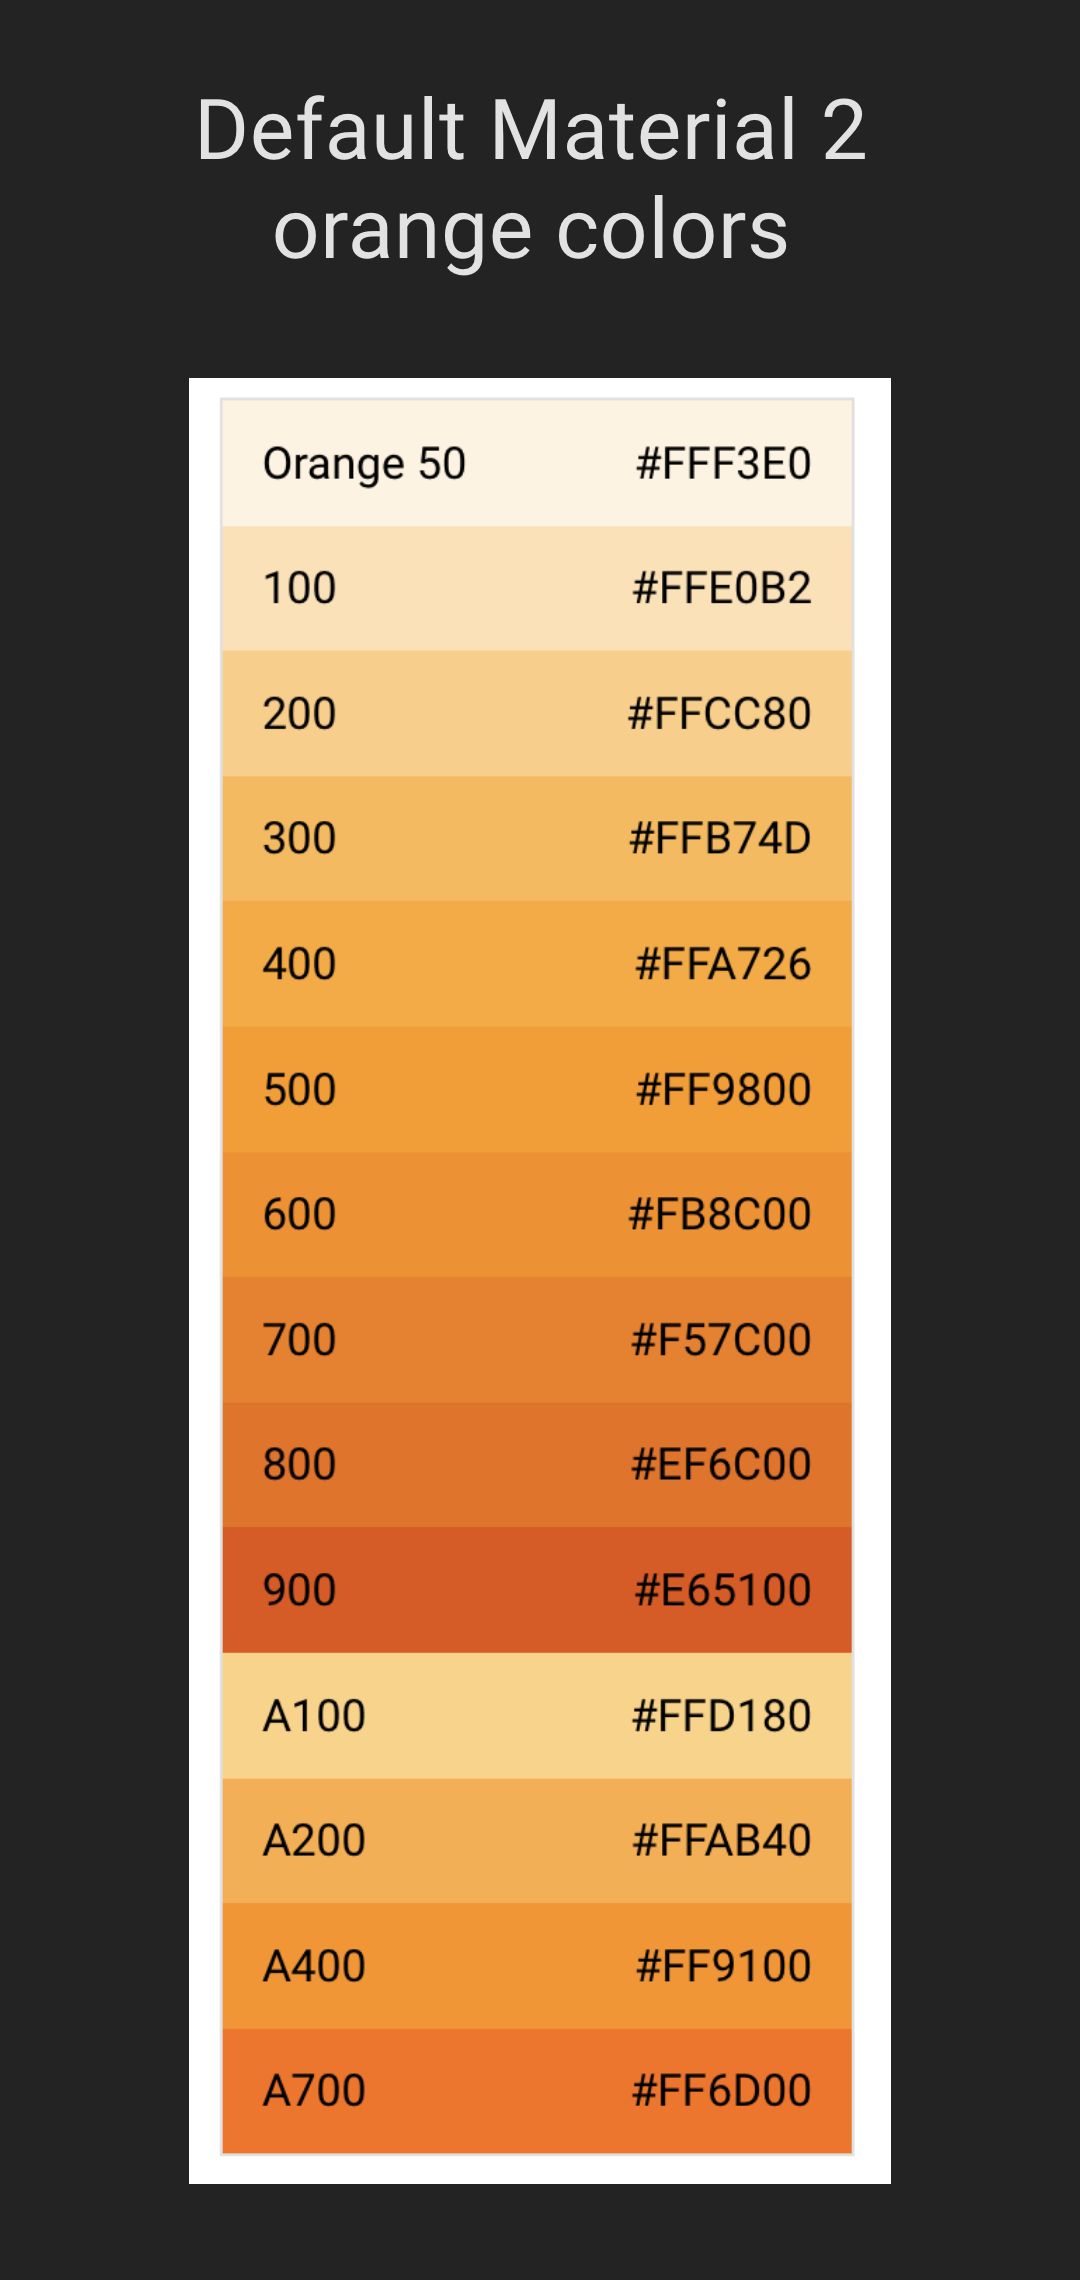 Default Material 2
orange colors
Orange 50 #FFF3E0
100 #FFE0B2
200 #FFCC80
300 #FFB74D
400 #FFA726
500 #FF9800
600 #FB8C00
700 #F57C00
800 #EF6C00
900 #E65100
A100 #FFD180
A200 #FFAB40
A400 #FF9100
A700 #FF6D00